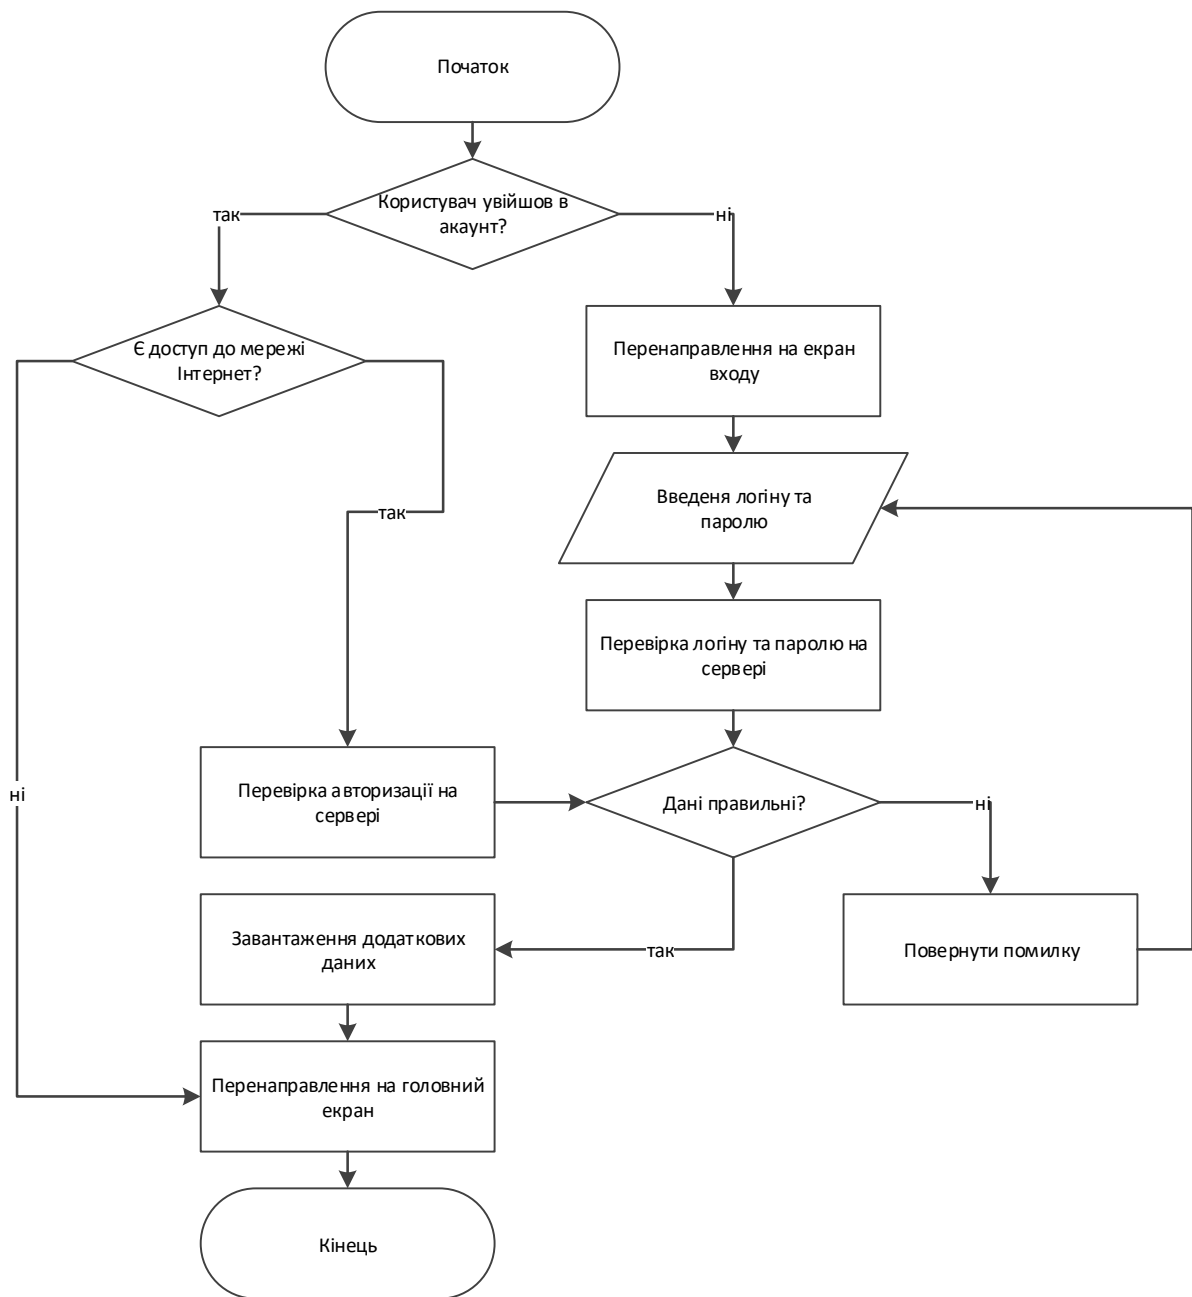 Початок
Користувач увійшов в
акаунт?
так
ні
Є доступ до мережі
Інтернет?
Перенаправлення на екран
входу
так
Введеня логіну та
паролю
Перевірка логіну та паролю на
сервері
ні
Перевірка авторизації на
сервері
Дані правильні?
ні
Завантаження додаткових
даних
так
Повернути помилку
Перенаправлення на головний
екран
Кінець